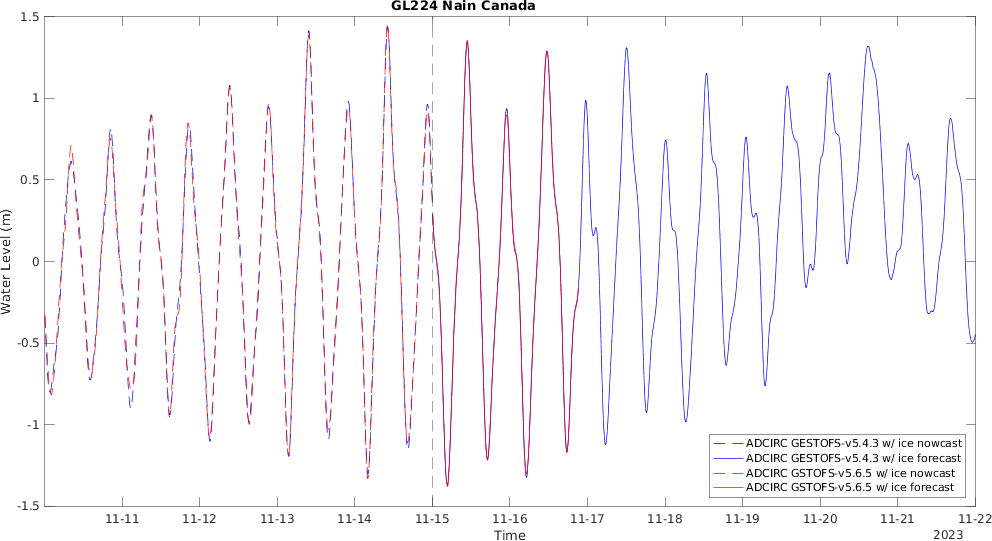 GL224 Nain Canada
1.5
1
0.5
0
-0.5
-1
-1.5
Water Level (m)
11-11
11-12
11-13
11-14
11-15
11-16
11-17
11-18
11-19
11-20
11-21
11-22
Time
2023
ADCIRC GESTOFS-v5.4.3 w/ ice nowcast
ADCIRC GESTOFS-v5.4.3 w/ ice forecast
ADCIRC GSTOFS-v5.6.5 w/ ice nowcast
ADCIRC GSTOFS-v5.6.5 w/ ice forecast